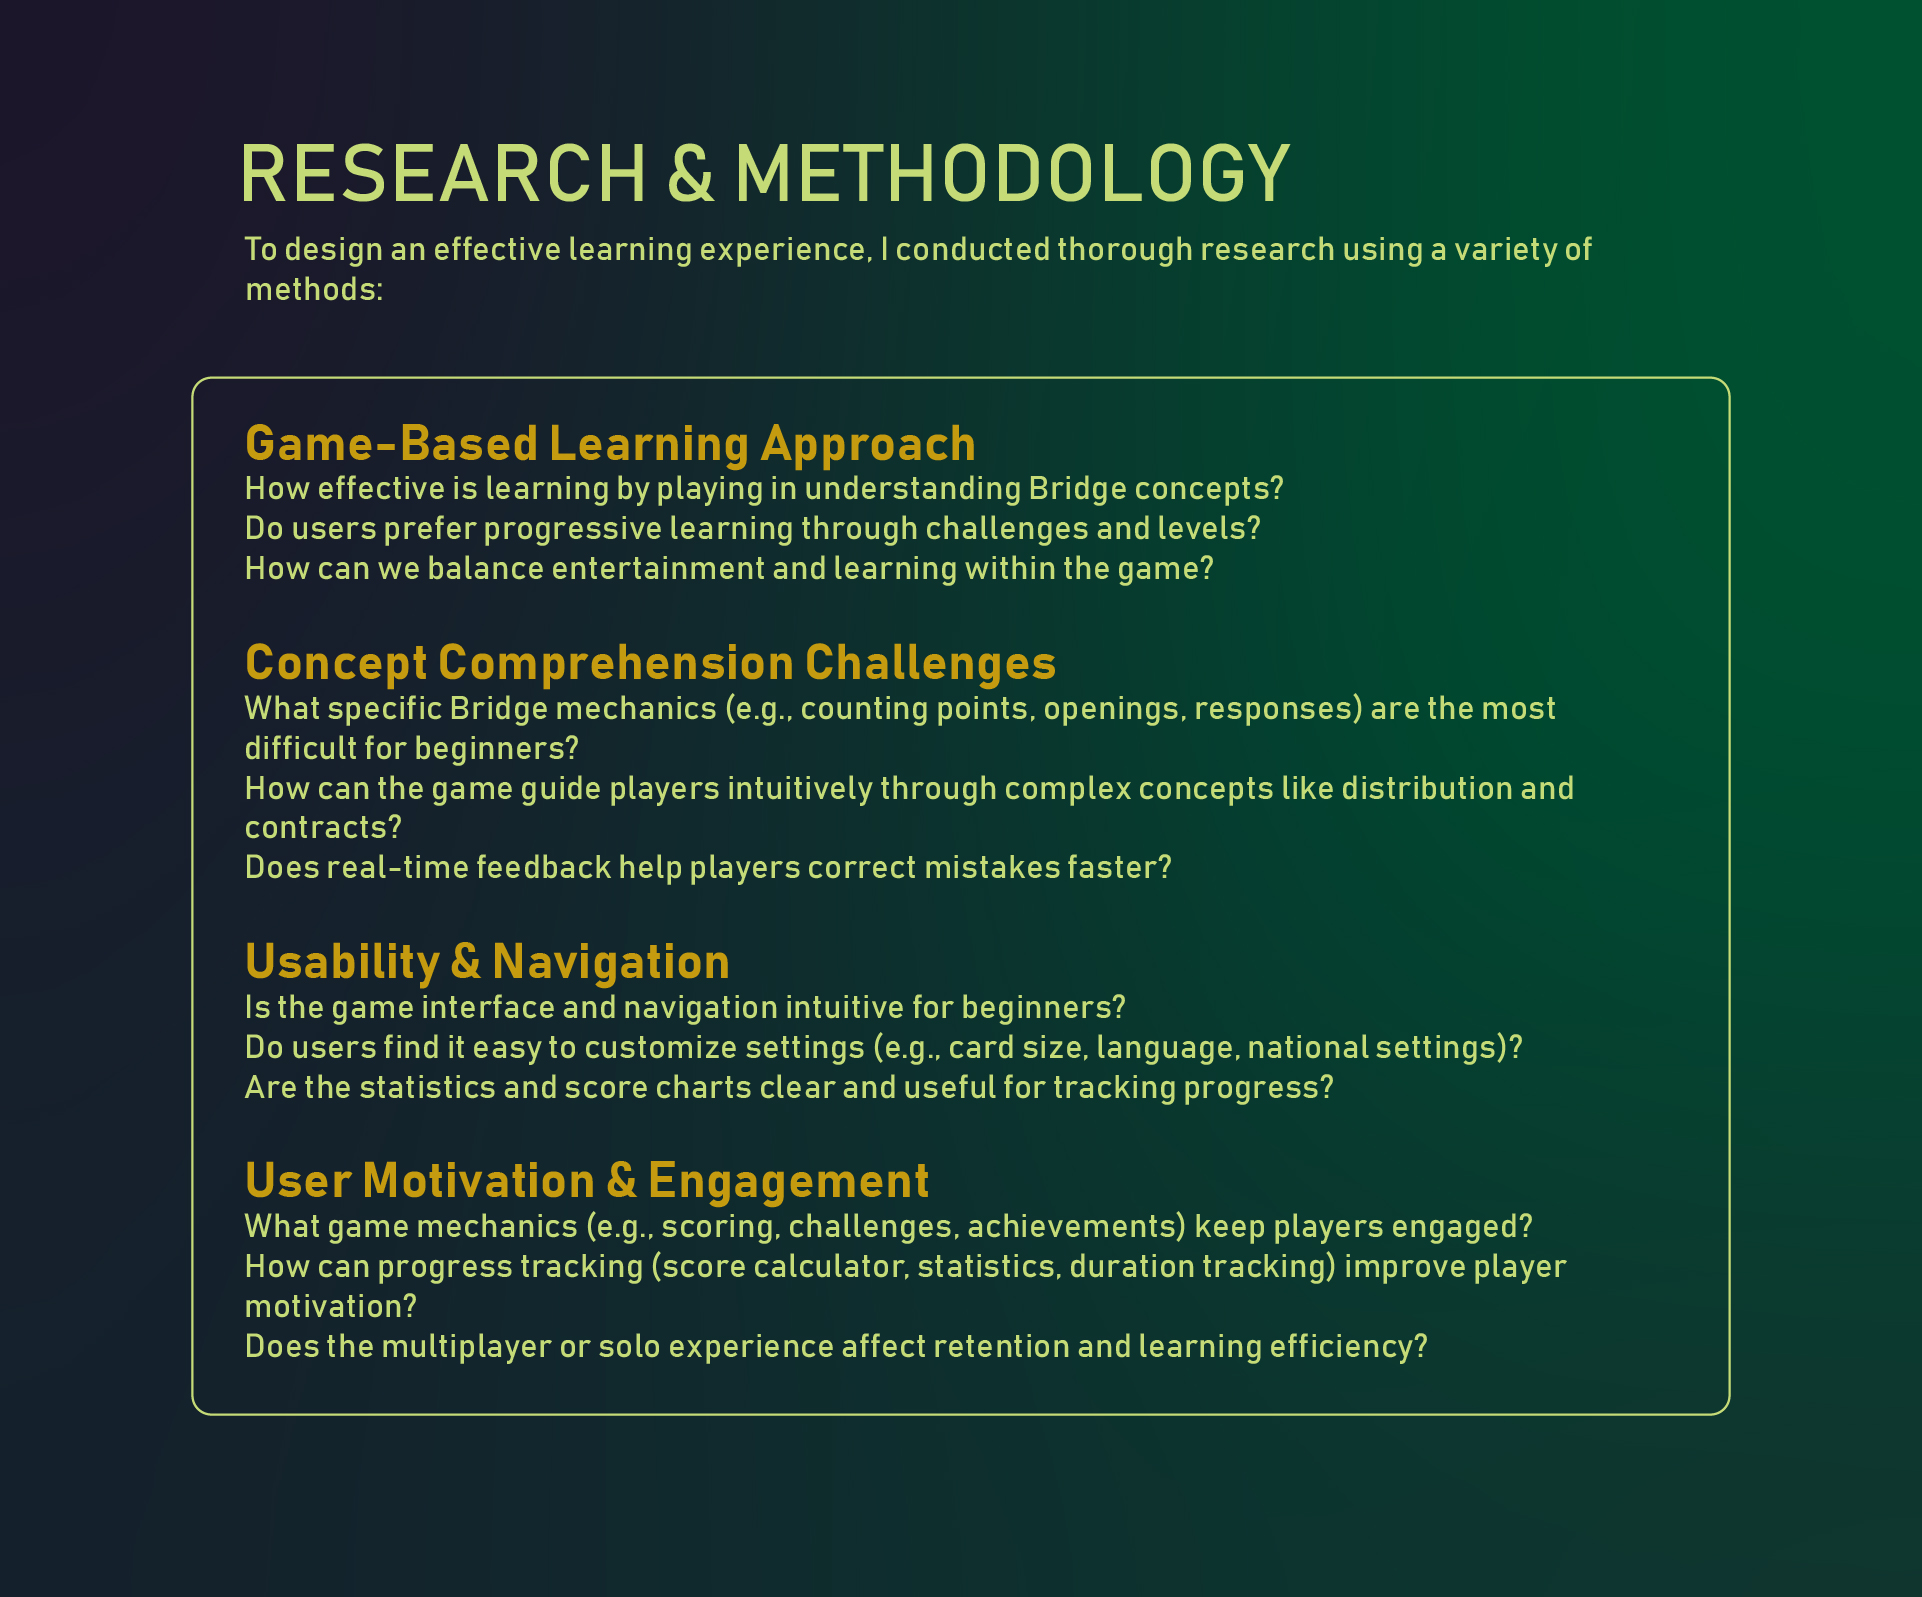 RESEARCH & METHODOLOGY
To design an effective learning experience, I conducted thorough research using a variety of
methods:
Game-Based Learning Approach
How effective is learning by playing in understanding Bridge concepts?
Do users prefer progressive learning through challenges and levels?
How can we balance entertainment and learning within the game?
Concept Comprehension Challenges
What specific Bridge mechanics (e.g., counting points, openings, responses) are the most
difficult for beginners?
How can the game guide players intuitively through complex concepts like distribution and
contracts?
Does real-time feedback help players correct mistakes faster?
Usability & Navigation
Is the game interface and navigation intuitive for beginners?
Do users find it easy to customize settings (e.g., card size, language, national settings)?
Are the statistics and score charts clear and useful for tracking progress?
User Motivation & Engagement
What game mechanics (e.g., scoring, challenges, achievements) keep players engaged?
How can progress tracking (score calculator, statistics, duration tracking) improve player
motivation?
Does the multiplayer or solo experience affect retention and learning efficiency?